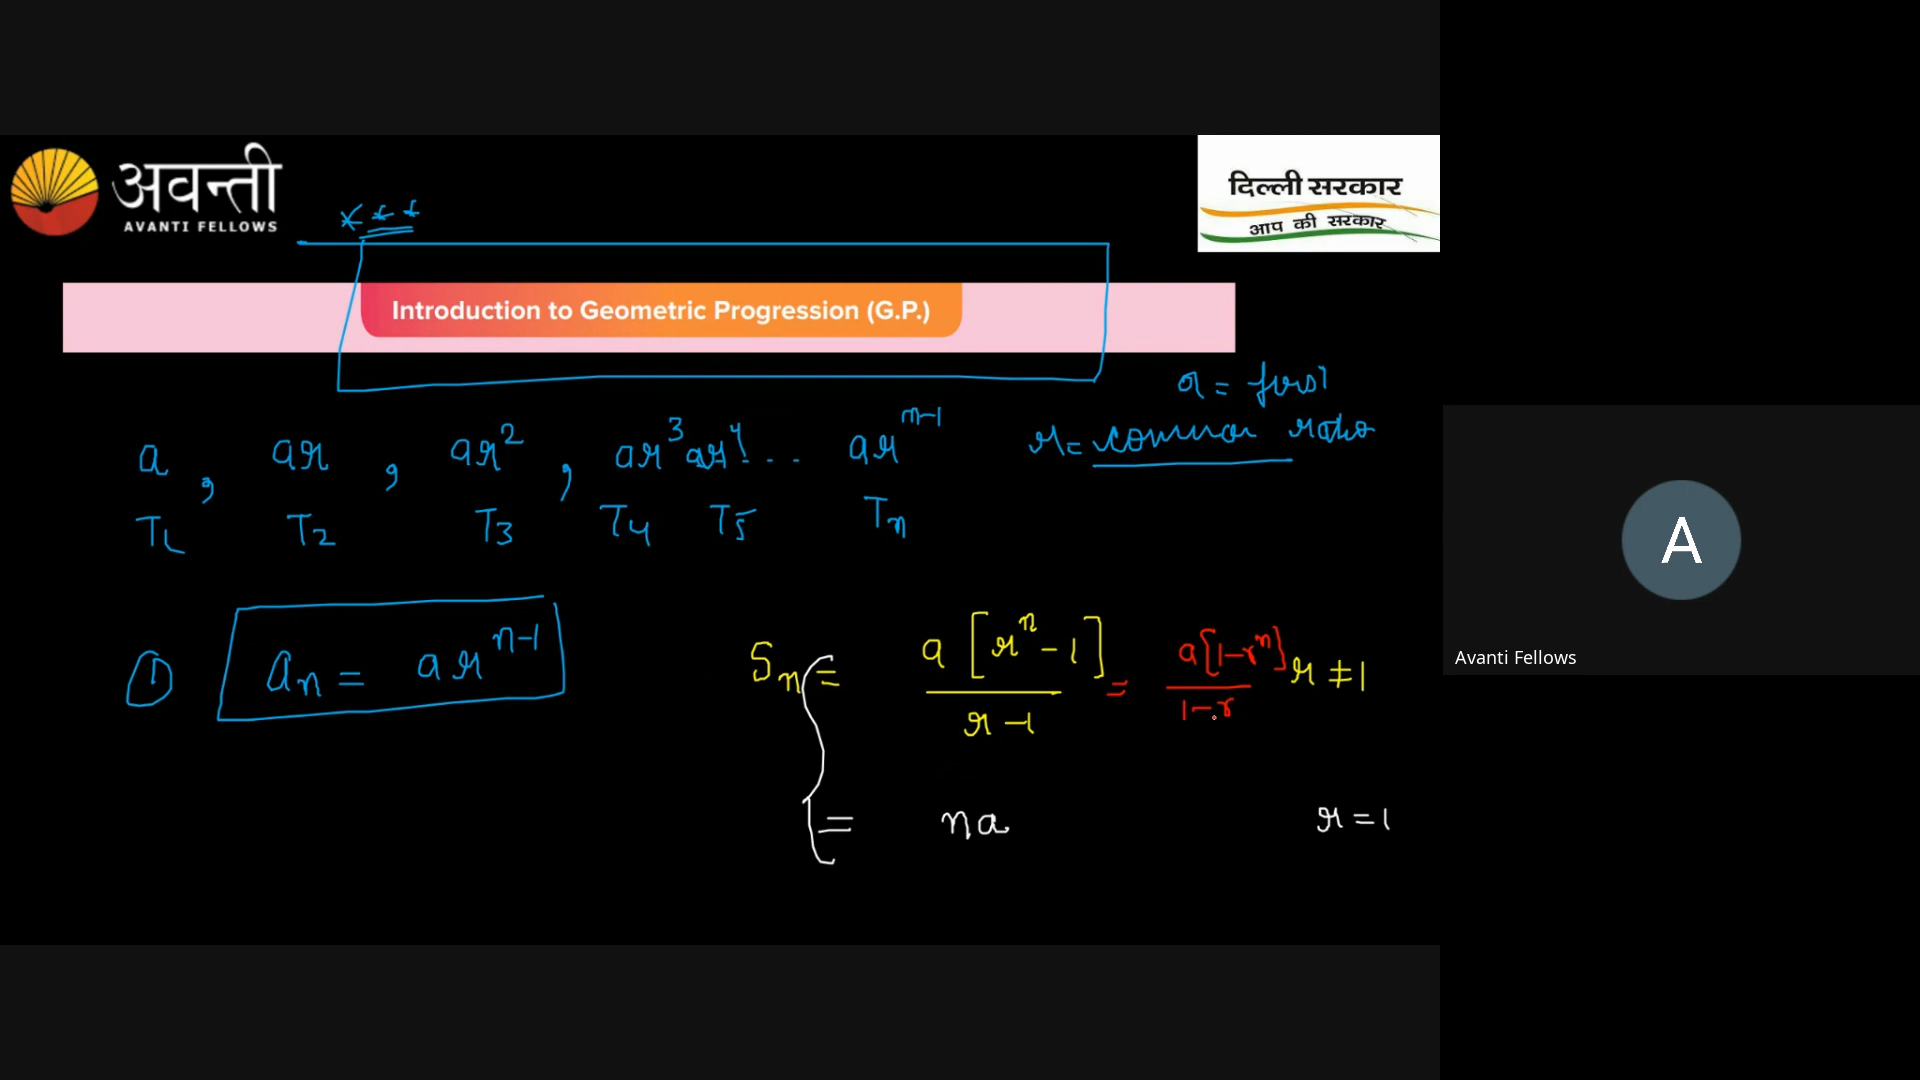 अवन्ती
AVANTI FELLOWS
दिल्ली सरकार
आप की सरकार
***
Introduction to Geometric Progression (G.P.)
a = first
r = common ratio
a, ar, ar², ar³ ar⁴ ... arⁿ⁻¹
T₁ T₂ T₃ T₄ T₅ Tₙ
① aₙ = arⁿ⁻¹
Sₙ = a[rⁿ-1] / r-1 = a[1-rⁿ] / 1-r r ≠ 1
= na r = 1
A
Avanti Fellows